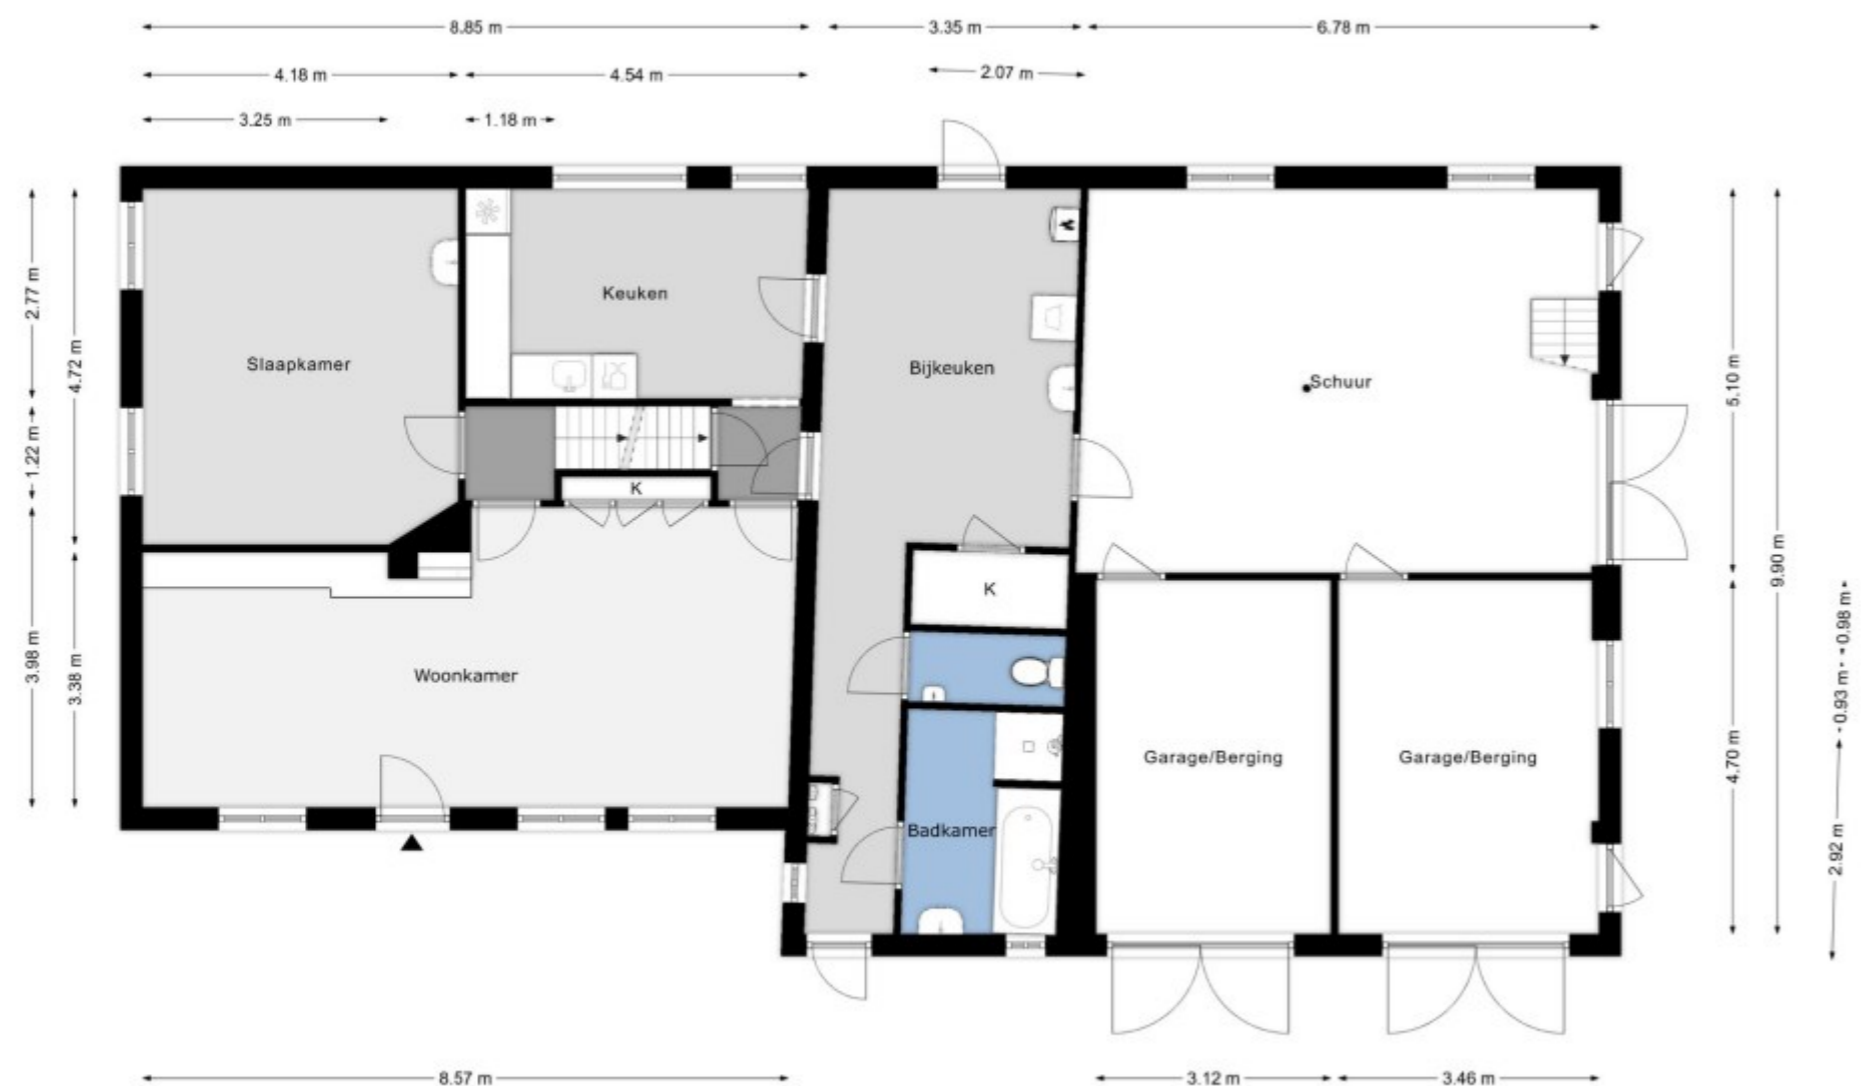 8.85 m
3.35 m
6.78 m
4.18 m
4.54 m
2.07 m
3.25 m
1.18 m
2.77 m
4.72 m
1.22 m
3.98 m
3.38 m
Slaapkamer
Keuken
Bijkeuken
Schuur
K
K
Woonkamer
Badkamer
Garage/Berging
Garage/Berging
5.10 m
9.90 m
4.70 m
0.98 m
0.93 m
2.92 m
8.57 m
3.12 m
3.46 m